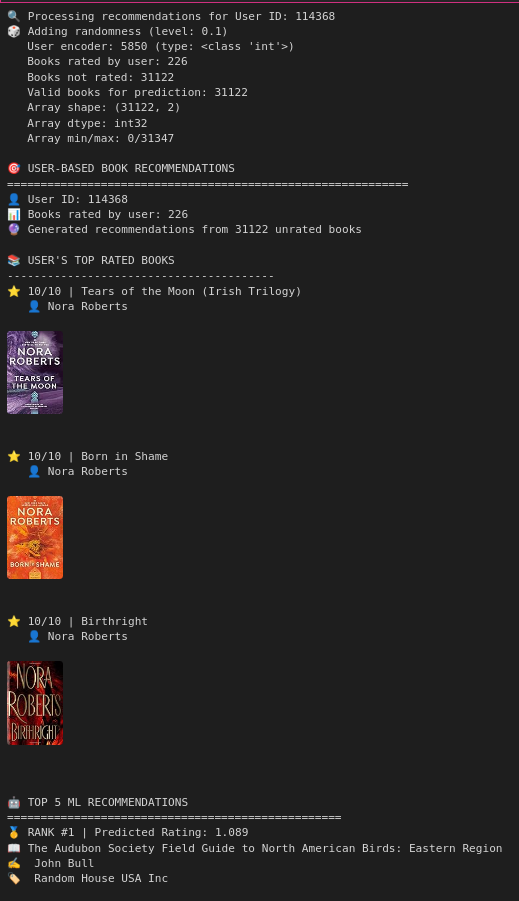 🔍 Processing recommendations for User ID: 114368
🎲 Adding randomness (level: 0.1)
User encoder: 5850 (type: <class 'int'>)
Books rated by user: 226
Books not rated: 31122
Valid books for prediction: 31122
Array shape: (31122, 2)
Array dtype: int32
Array min/max: 0/31347
🎯 USER-BASED BOOK RECOMMENDATIONS
============================================================
👤 User ID: 114368
📊 Books rated by user: 226
🔮 Generated recommendations from 31122 unrated books
📚 USER'S TOP RATED BOOKS
----------------------------------------
⭐ 10/10 | Tears of the Moon (Irish Trilogy)
👤 Nora Roberts
NORA
ROBERTS
TEARS OF
THE MOON
⭐ 10/10 | Born in Shame
👤 Nora Roberts
NORA
ROBERTS
BORN IN SHAME
⭐ 10/10 | Birthright
👤 Nora Roberts
NORA
ROBERTS
BIRTHRIGHT
🤖 TOP 5 ML RECOMMENDATIONS
==================================================
🥇 RANK #1 | Predicted Rating: 1.089
📖 The Audubon Society Field Guide to North American Birds: Eastern Region
✍️ John Bull
🏷️ Random House USA Inc